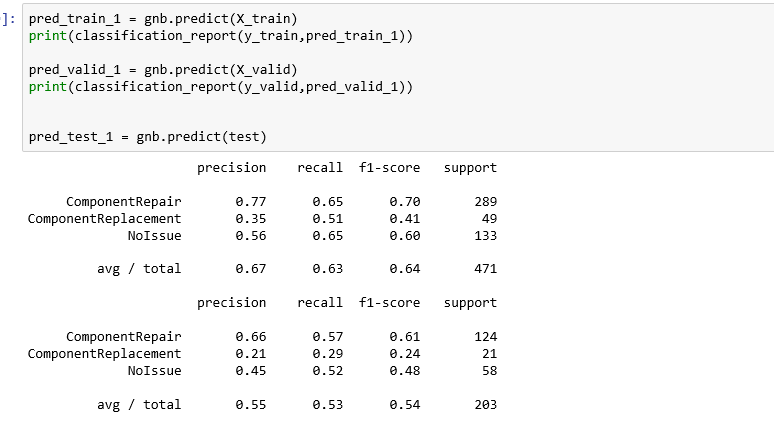 ]: pred_train_1 = gnb.predict(X_train)
print(classification_report(y_train,pred_train_1))
pred_valid_1 = gnb.predict(X_valid)
print(classification_report(y_valid,pred_valid_1))
pred_test_1 = gnb.predict(test)
precision recall f1-score support
ComponentRepair 0.77 0.65 0.70 289
ComponentReplacement 0.35 0.51 0.41 49
NoIssue 0.56 0.65 0.60 133
avg / total 0.67 0.63 0.64 471
precision recall f1-score support
ComponentRepair 0.66 0.57 0.61 124
ComponentReplacement 0.21 0.29 0.24 21
NoIssue 0.45 0.52 0.48 58
avg / total 0.55 0.53 0.54 203